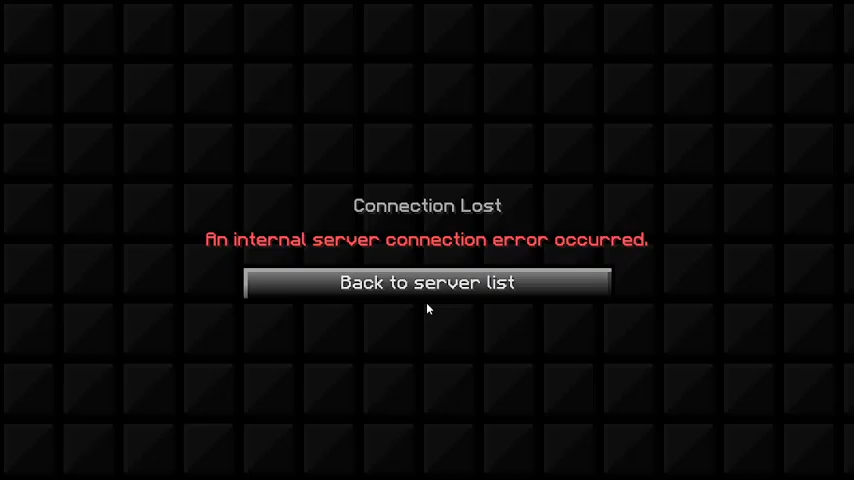 Connection Lost
An internal server connection error occurred.
Back to server list